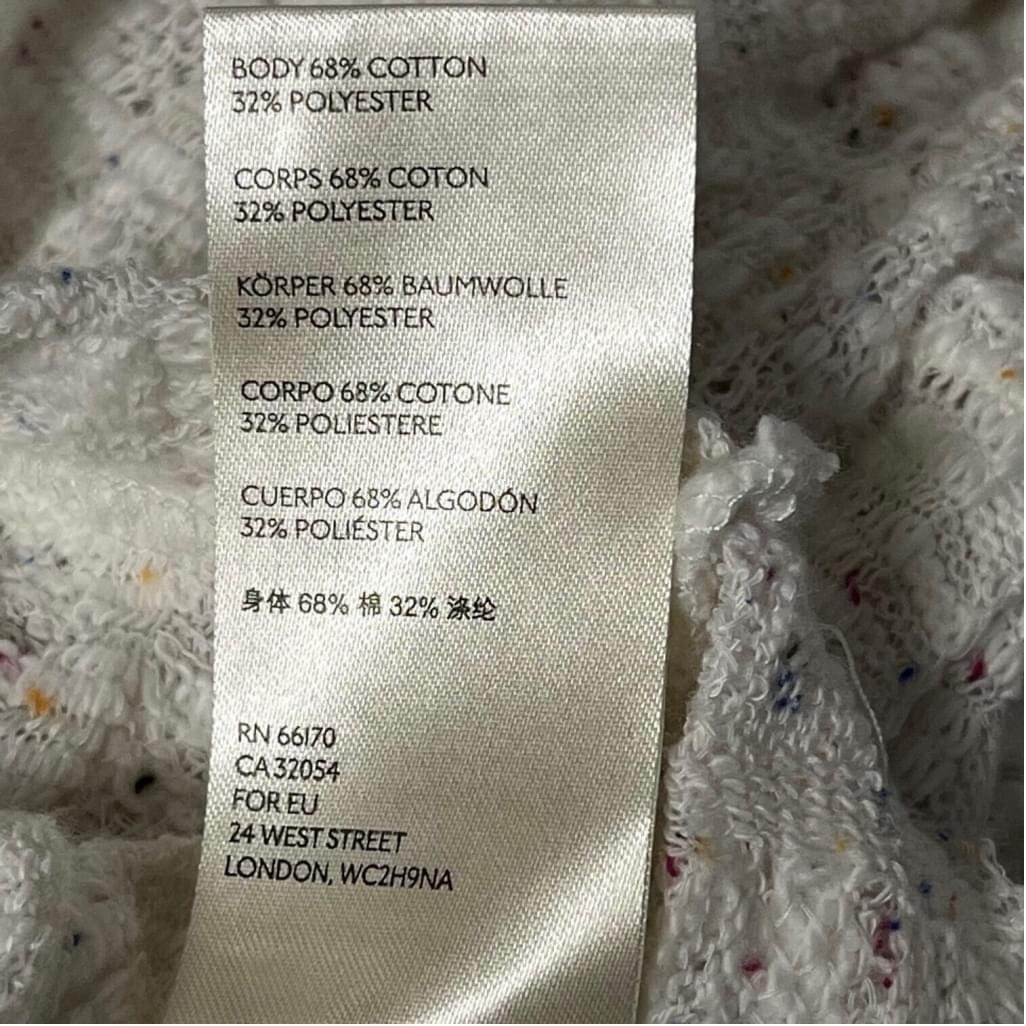 BODY 68% COTTON
32% POLYESTER
CORPS 68% COTON
32% POLYESTER
KÖRPER 68% BAUMWOLLE
32% POLYESTER
CORPO 68% COTONE
32% POLIESTERE
CUERPO 68% ALGODÓN
32% POLIÉSTER
身体 68% 棉 32% 涤纶
RN 66170
CA 32054
FOR EU
24 WEST STREET
LONDON, WC2H9NA